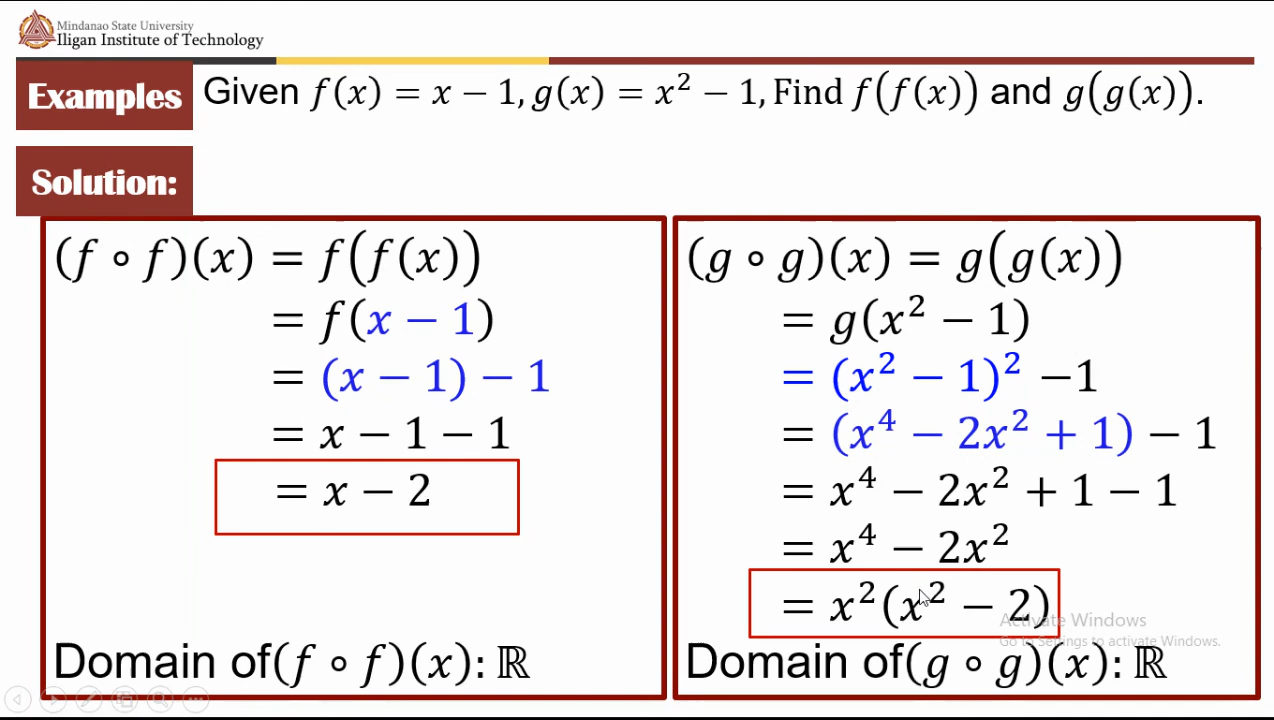 Mindanao State University
Iligan Institute of Technology
Examples Given f(x) = x − 1, g(x) = x² − 1, Find f(f(x)) and g(g(x)).
Solution:
(f ∘ f)(x) = f(f(x))
= f(x − 1)
= (x − 1) − 1
= x − 1 − 1
= x − 2
Domain of(f ∘ f)(x): ℝ
(g ∘ g)(x) = g(g(x))
= g(x² − 1)
= (x² − 1)² −1
= (x⁴ − 2x² + 1) − 1
= x⁴ − 2x² + 1 − 1
= x⁴ − 2x²
= x²(x² − 2)
Domain of(g ∘ g)(x): ℝ
Activate Windows
Go to Settings to activate Windows.